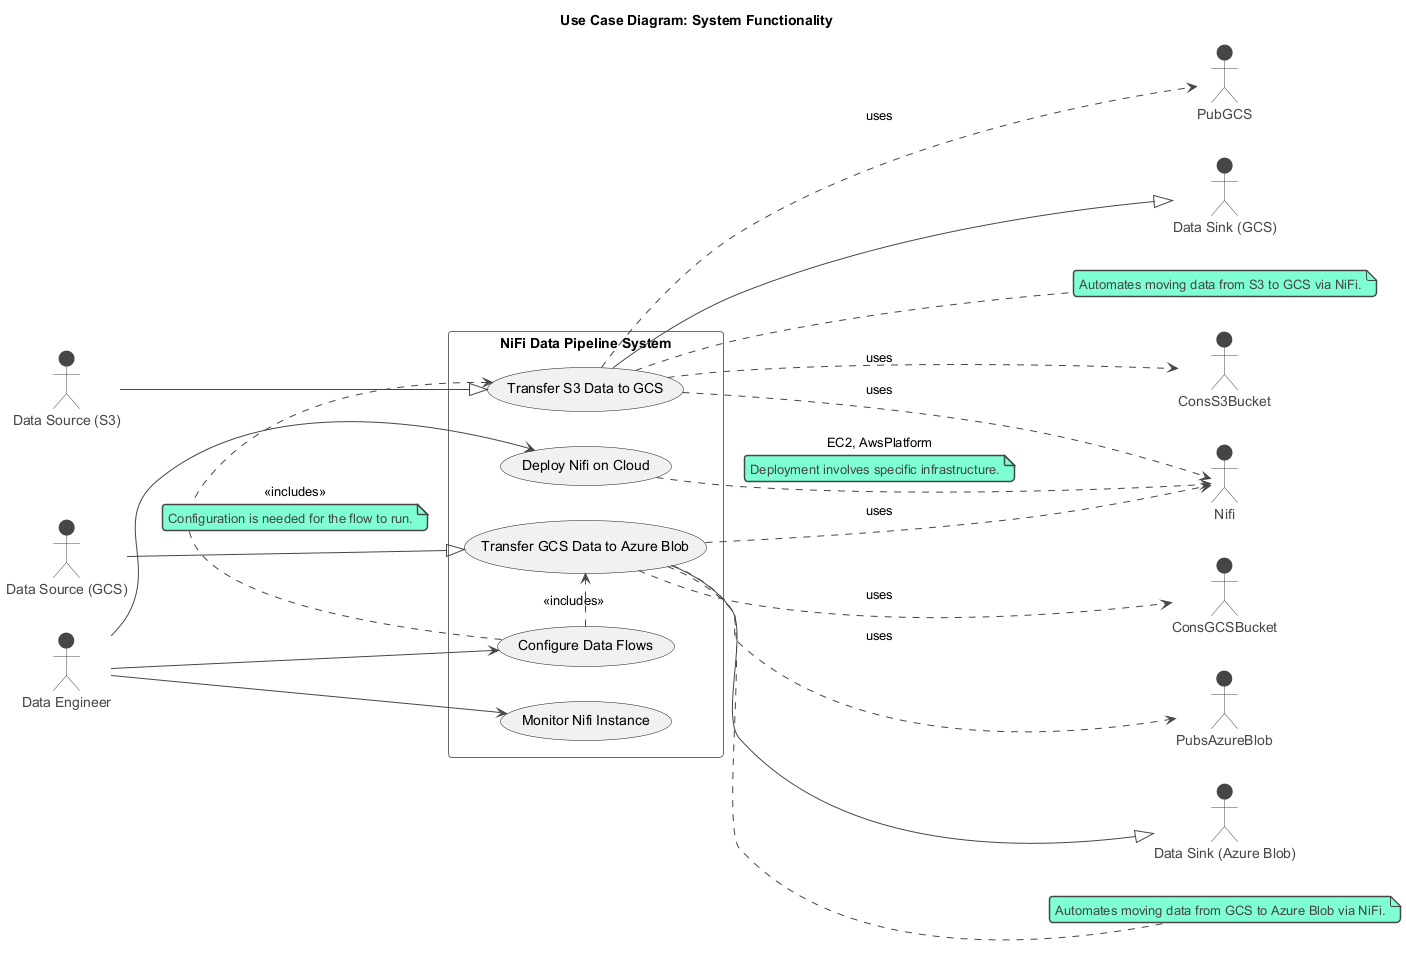 Use Case Diagram: System Functionality
PubGCS
uses
Data Sink (GCS)
Automates moving data from S3 to GCS via NiFi.
NiFi Data Pipeline System
Transfer S3 Data to GCS
Data Source (S3)
uses
ConsS3Bucket
uses
EC2, AwsPlatform
Deployment involves specific infrastructure.
Deploy Nifi on Cloud
«includes»
Configuration is needed for the flow to run.
uses
Nifi
Transfer GCS Data to Azure Blob
Data Source (GCS)
«includes»
uses
ConsGCSBucket
uses
Configure Data Flows
Data Engineer
Monitor Nifi Instance
PubsAzureBlob
Data Sink (Azure Blob)
Automates moving data from GCS to Azure Blob via NiFi.